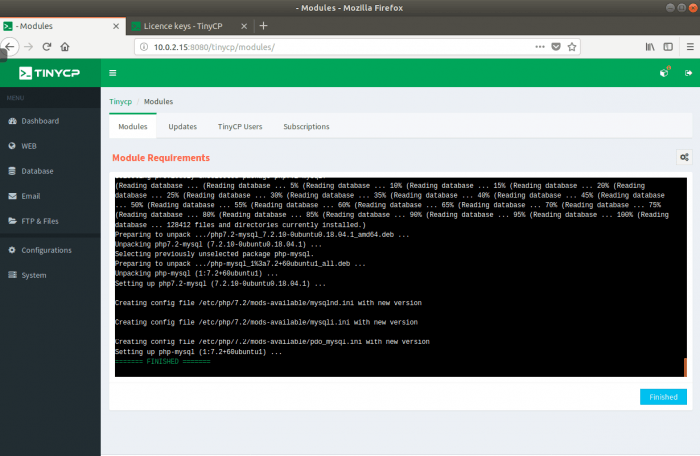 - Modules - Mozilla Firefox
- Modules
Licence keys - TinyCP
10.0.2.15:8080/tinycp/modules/
TINYCP
MENU
Dashboard
WEB
Database
Email
FTP & Files
Configurations
System
Tinycp / Modules
Modules Updates TinyCP Users Subscriptions
Module Requirements
(Reading database ... (Reading database ... 5% (Reading database ... 10% (Reading database ... 15% (Reading database ... 20% (Reading
database ... 25% (Reading database ... 30% (Reading database ... 35% (Reading database ... 40% (Reading database ... 45% (Reading database
... 50% (Reading database ... 55% (Reading database ... 60% (Reading database ... 65% (Reading database ... 70% (Reading database ... 75%
(Reading database ... 80% (Reading database ... 85% (Reading database ... 90% (Reading database ... 95% (Reading database ... 100% (Reading
database ... 128412 files and directories currently installed.)
Preparing to unpack .../php7.2-mysql_7.2.10-0ubuntu0.18.04.1_amd64.deb ...
Unpacking php7.2-mysql (7.2.10-0ubuntu0.18.04.1) ...
Selecting previously unselected package php-mysql.
Preparing to unpack .../php-mysql_1%3a7.2+60ubuntu1_all.deb ...
Unpacking php-mysql (1:7.2+60ubuntu1) ...
Setting up php7.2-mysql (7.2.10-0ubuntu0.18.04.1) ...
Creating config file /etc/php/7.2/mods-available/mysqlnd.ini with new version
Creating config file /etc/php/7.2/mods-available/mysqli.ini with new version
Creating config file /etc/php/7.2/mods-available/pdo_mysql.ini with new version
Setting up php-mysql (1:7.2+60ubuntu1) ...
======= FINISHED =======
Finished